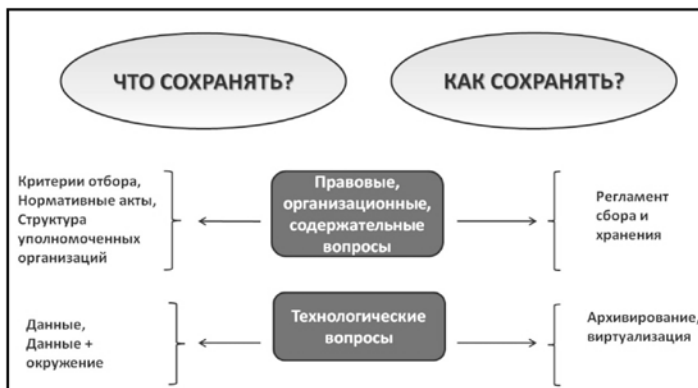 ЧТО СОХРАНЯТЬ?
КАК СОХРАНЯТЬ?
Критерии отбора,
Нормативные акты,
Структура
уполномоченных
организаций
Правовые,
организационные,
содержательные
вопросы
Регламент
сбора и
хранения
Данные,
Данные +
окружение
Технологические
вопросы
Архивирование,
виртуализация